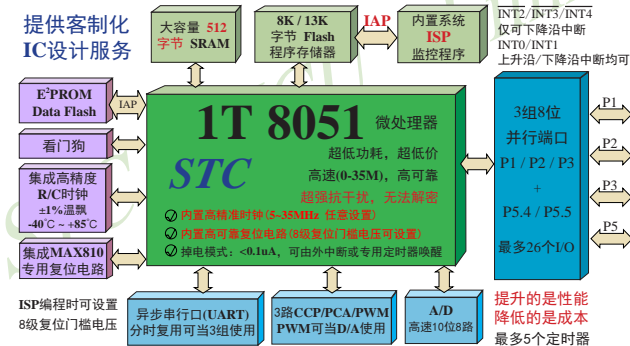 提供客制化
IC设计服务
大容量 512
字节 SRAM
8K / 13K
字节 Flash
程序存储器
IAP
内置系统
ISP
监控程序
INT2/INT3/INT4
仅可下降沿中断
INT0/INT1
上升沿/下降沿中断均可
E²PROM
Data Flash
IAP
看门狗
集成高精度
R/C时钟
±1%温飘
-40℃ ~ +85℃
集成MAX810
专用复位电路
1T 8051 微处理器
STC
超低功耗，超低价
高速(0-35M)，高可靠
超强抗干扰，无法解密
内置高精准时钟(5~35MHz 任意设置)
内置高可靠复位电路(8级复位门槛电压可设置)
掉电模式：<0.1uA，可由外中断或专用定时器唤醒
3组8位
并行端口
P1 / P2 / P3
+
P5.4 / P5.5
最多26个I/O
P1
P2
P3
P5
ISP编程时可设置
8级复位门槛电压
异步串行口(UART)
分时复用可当3组使用
3路CCP/PCA/PWM
PWM可当D/A使用
A/D
高速10位8路
提升的是性能
降低的是成本
最多5个定时器